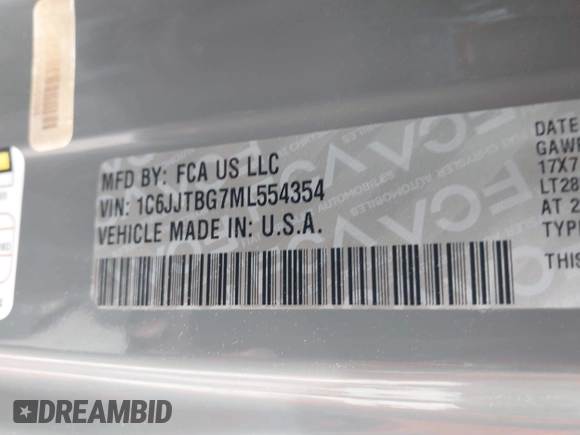 MFD BY: FCA US LLC
VIN: 1C6JJTBG7ML554354
VEHICLE MADE IN: U.S.A.
DATE
GAWR
17X7
LT28
AT 2
TYPE
THIS
DREAMBID